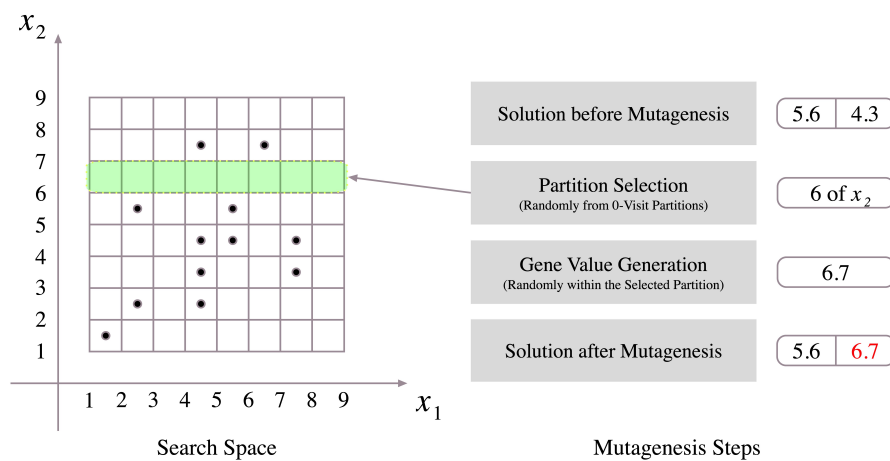 x2
9
8
7
6
5
4
3
2
1
1 2 3 4 5 6 7 8 9
x1
Search Space
Solution before Mutagenesis
5.6 4.3
Partition Selection
(Randomly from 0-Visit Partitions)
6 of x2
Gene Value Generation
(Randomly within the Selected Partition)
6.7
Solution after Mutagenesis
5.6 6.7
Mutagenesis Steps